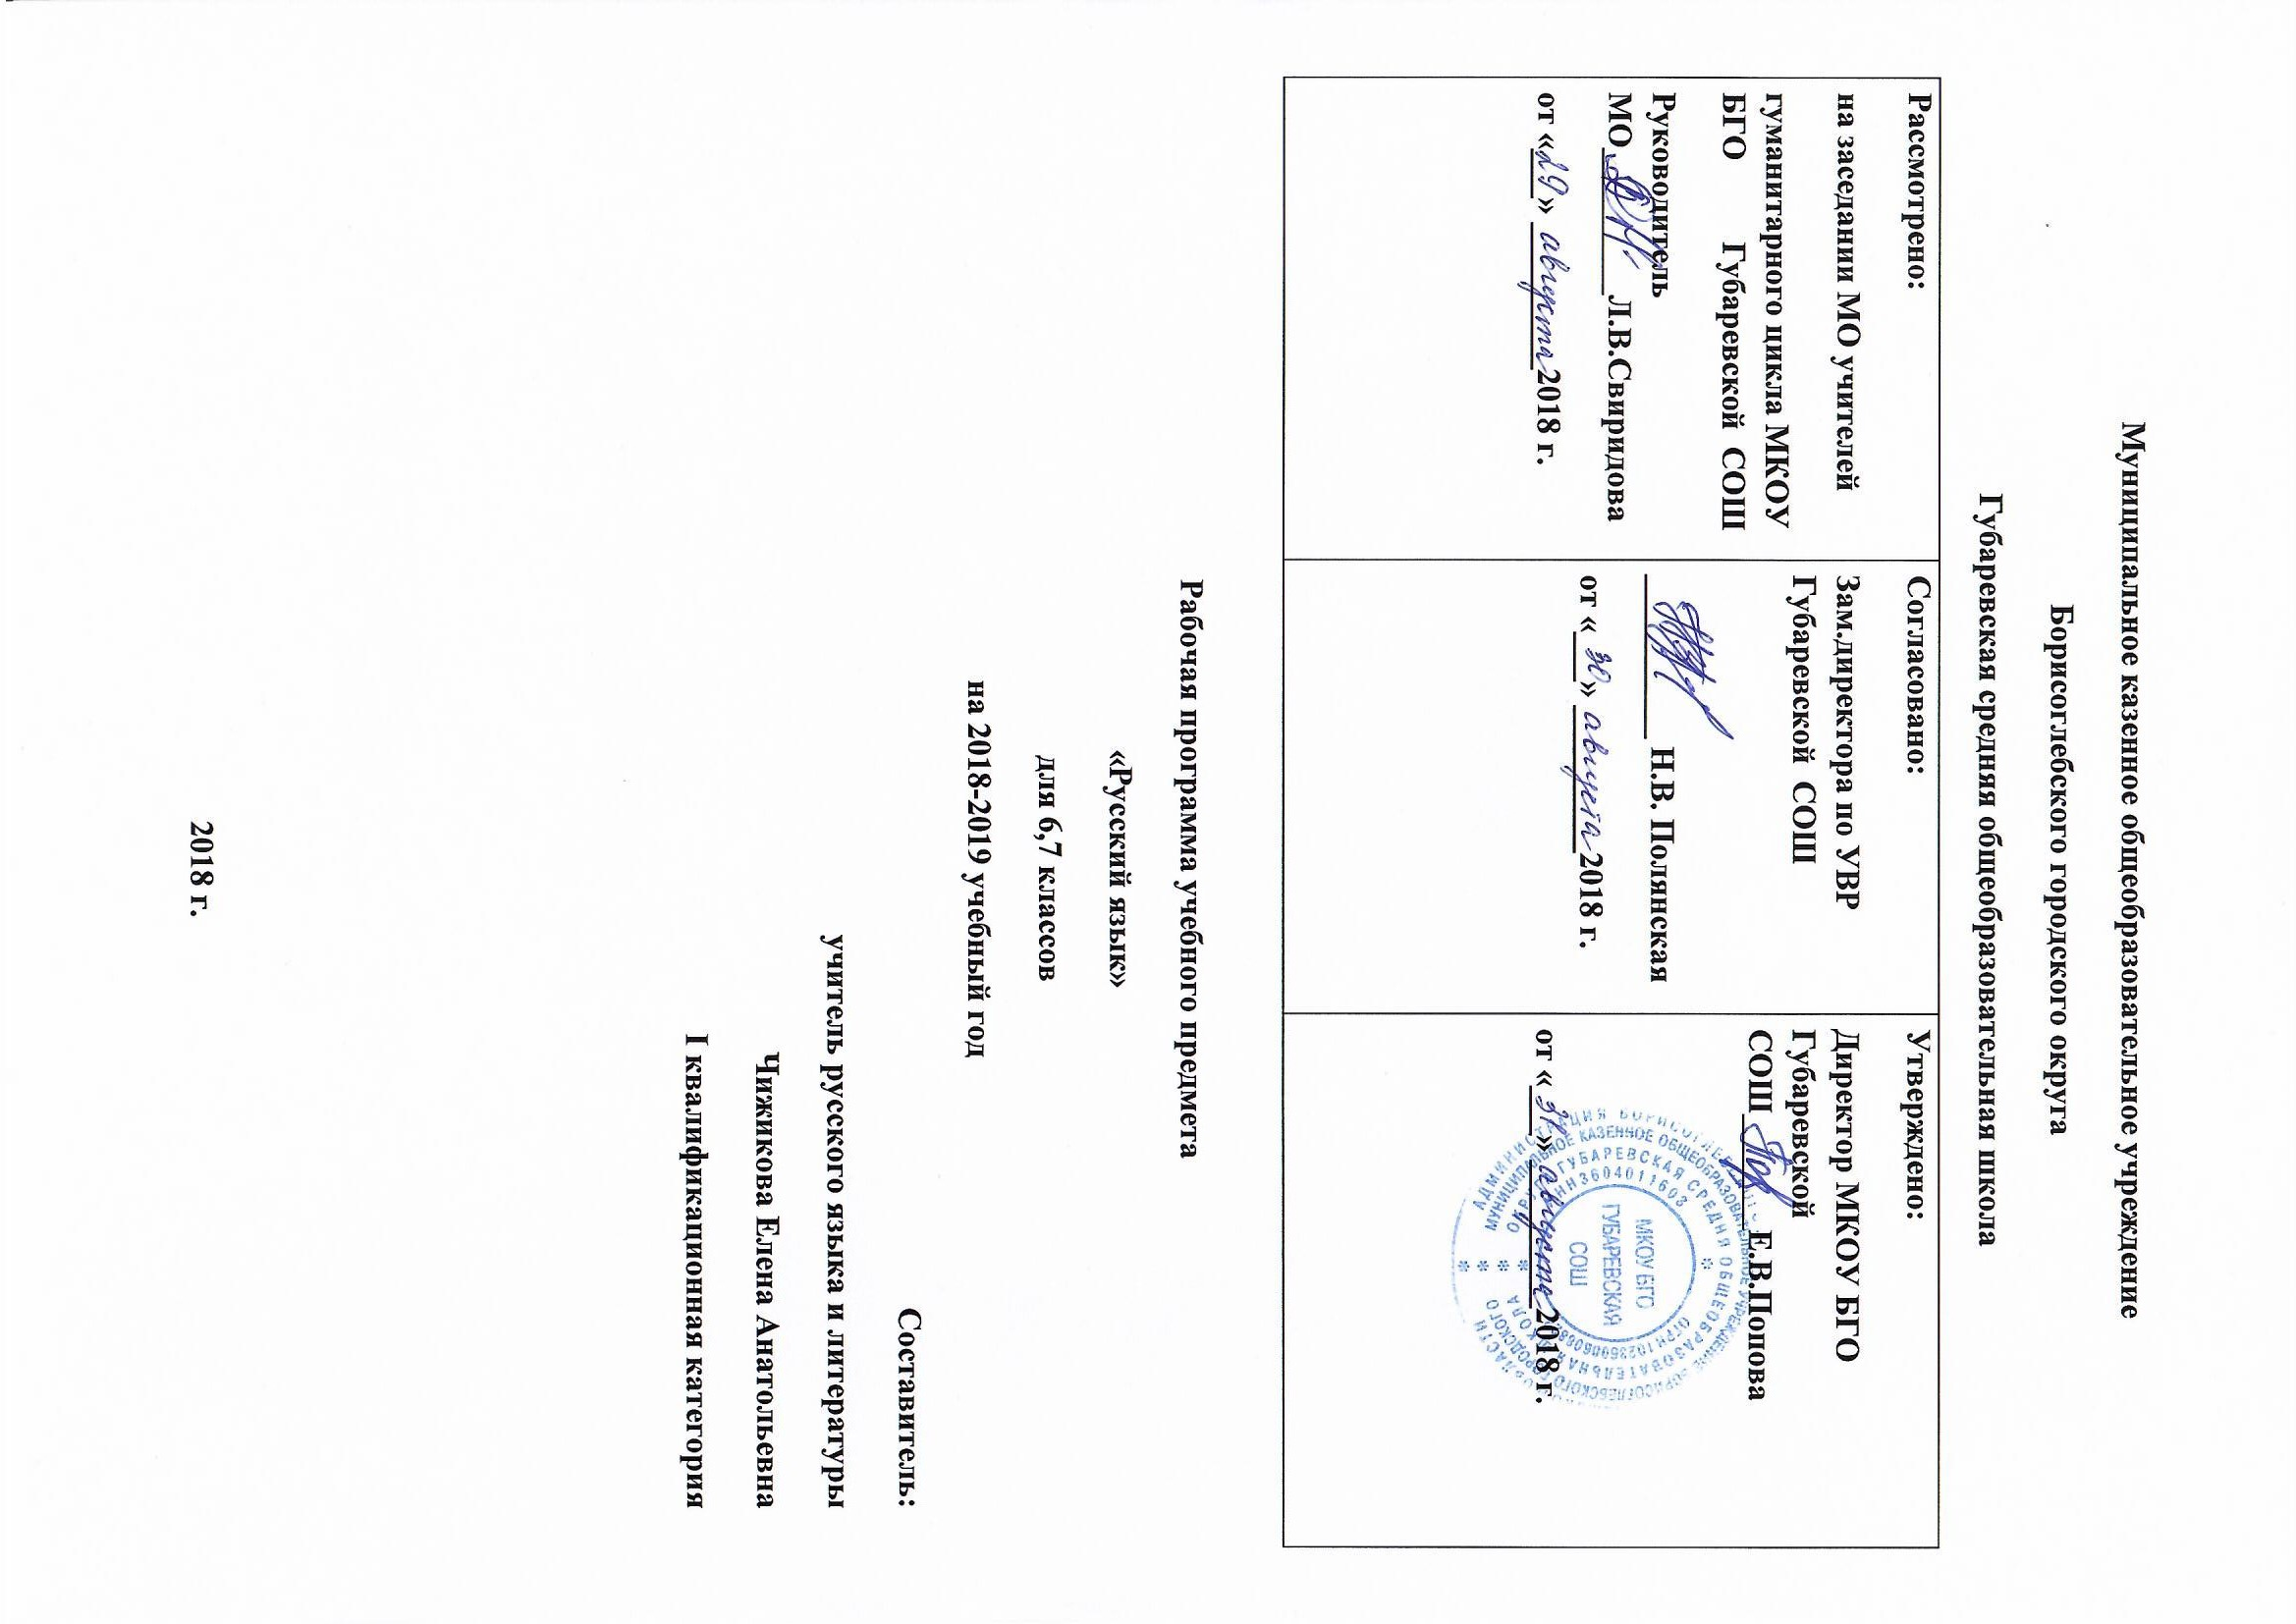 Муниципальное казенное общеобразовательное учреждение
Борисоглебского городского округа
Губаревская средняя общеобразовательная школа
Рассмотрено:
на заседании МО учителей
гуманитарного цикла МКОУ
БГО Губаревской СОШ
Руководитель
МО Л.В.Свиридова
от «29» августа 2018 г.
Согласовано:
Зам.директора по УВР
Губаревской СОШ
Н.В. Полянская
от «30» августа 2018 г.
Утверждено:
Директор МКОУ БГО
Губаревской
СОШ Е.В.Попова
от «31» августа 2018 г.
МКОУ БГО
ГУБАРЕВСКАЯ
СОШ
Рабочая программа учебного предмета
«Русский язык»
для 6,7 классов
на 2018-2019 учебный год
Составитель:
учитель русского языка и литературы
Чижикова Елена Анатольевна
I квалификационная категория
2018 г.